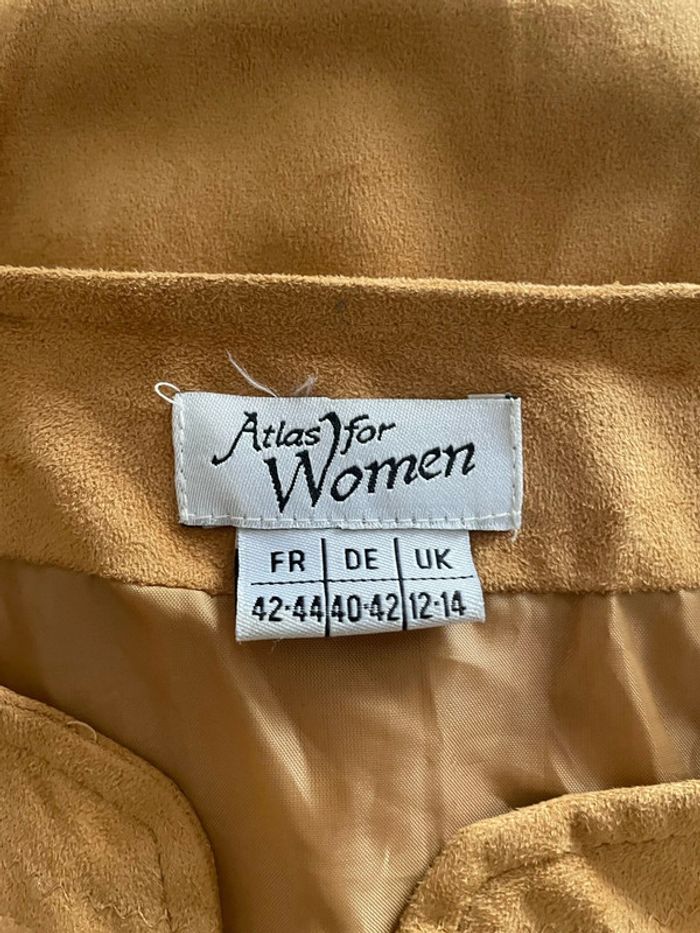 Atlas for
Women
FR DE UK
42-44 40-42 12-14